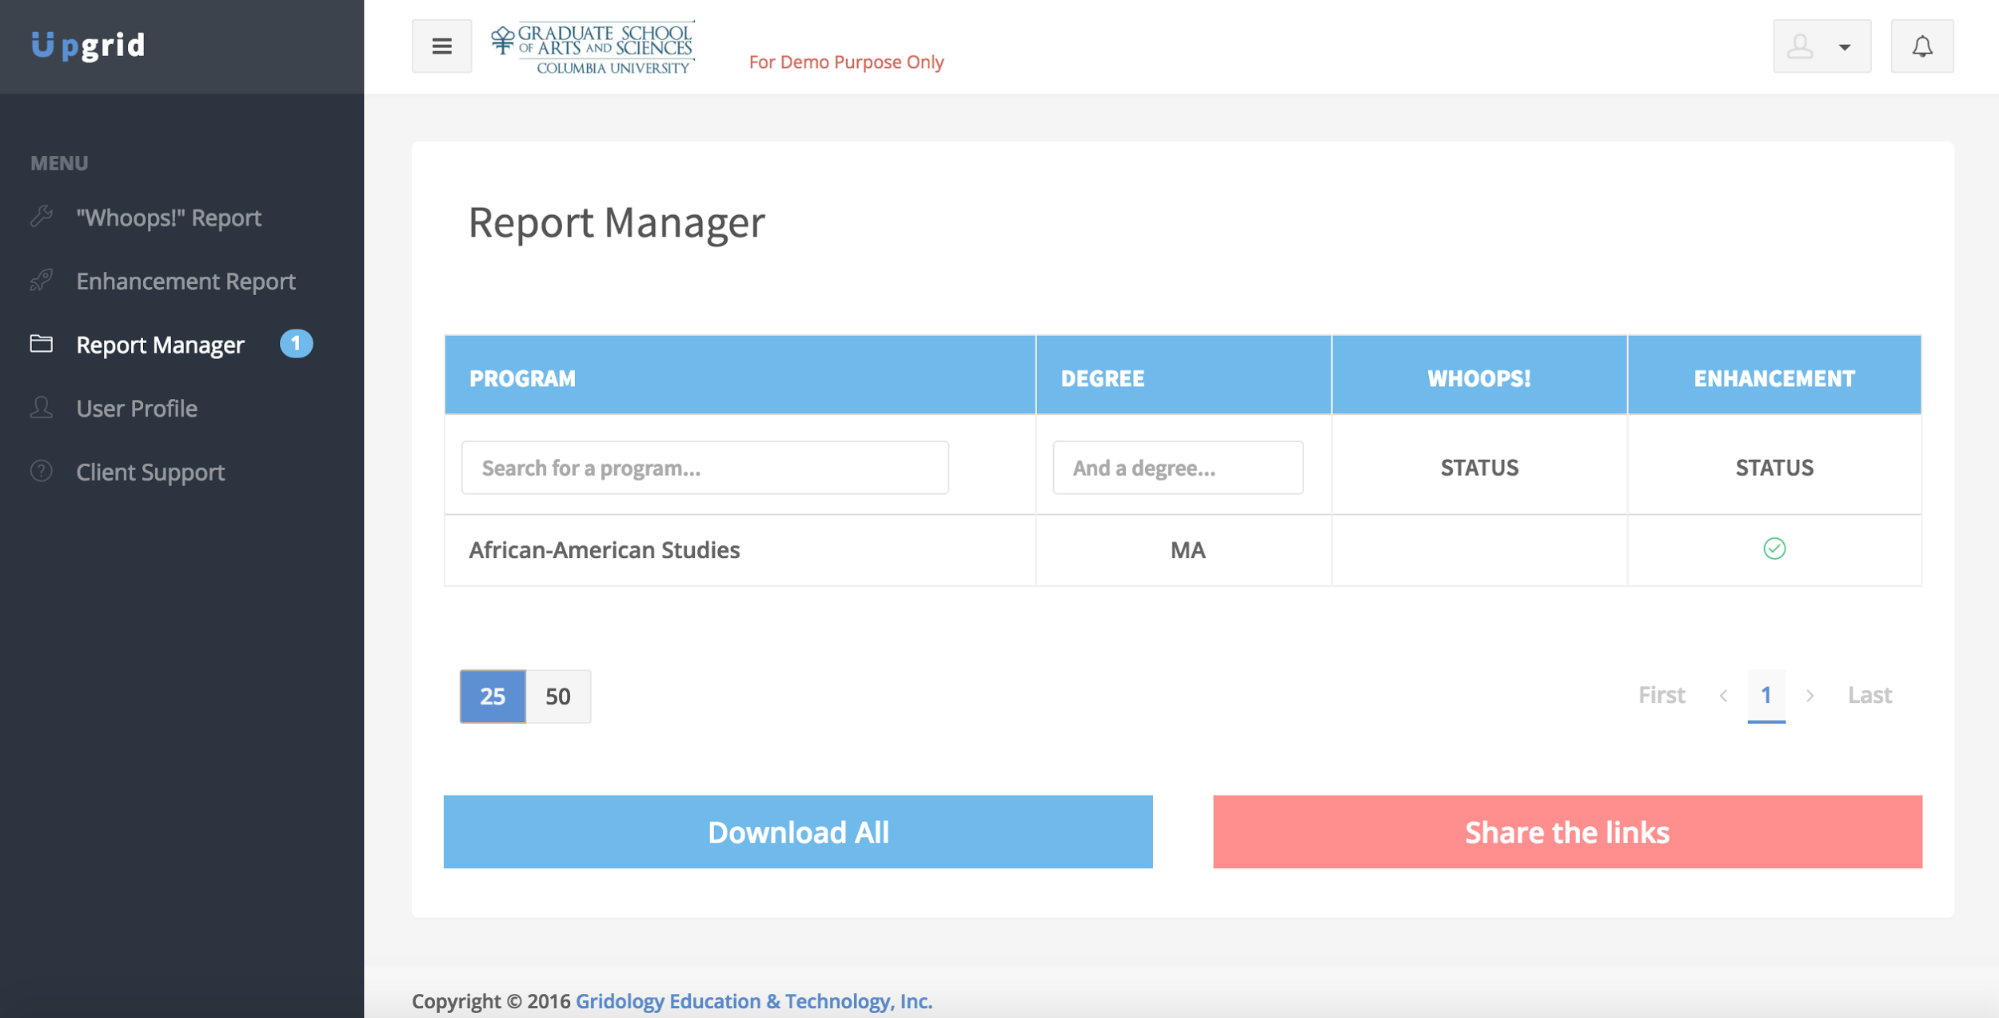 Upgrid
GRADUATE SCHOOL
OF ARTS AND SCIENCES
COLUMBIA UNIVERSITY
For Demo Purpose Only
MENU
"Whoops!" Report
Enhancement Report
Report Manager 1
User Profile
Client Support
Report Manager
PROGRAM DEGREE WHOOPS! ENHANCEMENT
Search for a program... And a degree... STATUS STATUS
African-American Studies MA
25 50 First < 1 > Last
Download All Share the links
Copyright © 2016 Gridology Education & Technology, Inc.